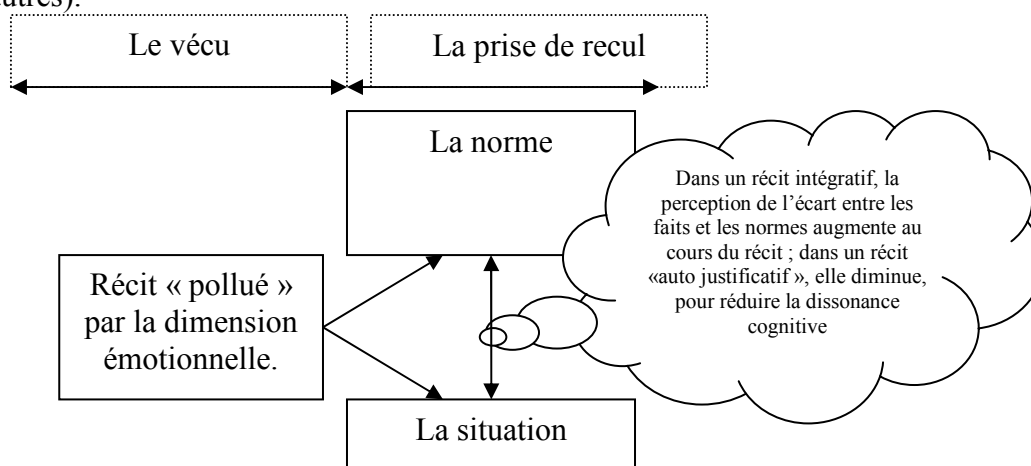 autres).
Le vécu
La prise de recul
La norme
Dans un récit intégratif, la
perception de l’écart entre les
faits et les normes augmente au
cours du récit ; dans un récit
«auto justificatif », elle diminue,
pour réduire la dissonance
cognitive
Récit « pollué »
par la dimension
émotionnelle.
La situation